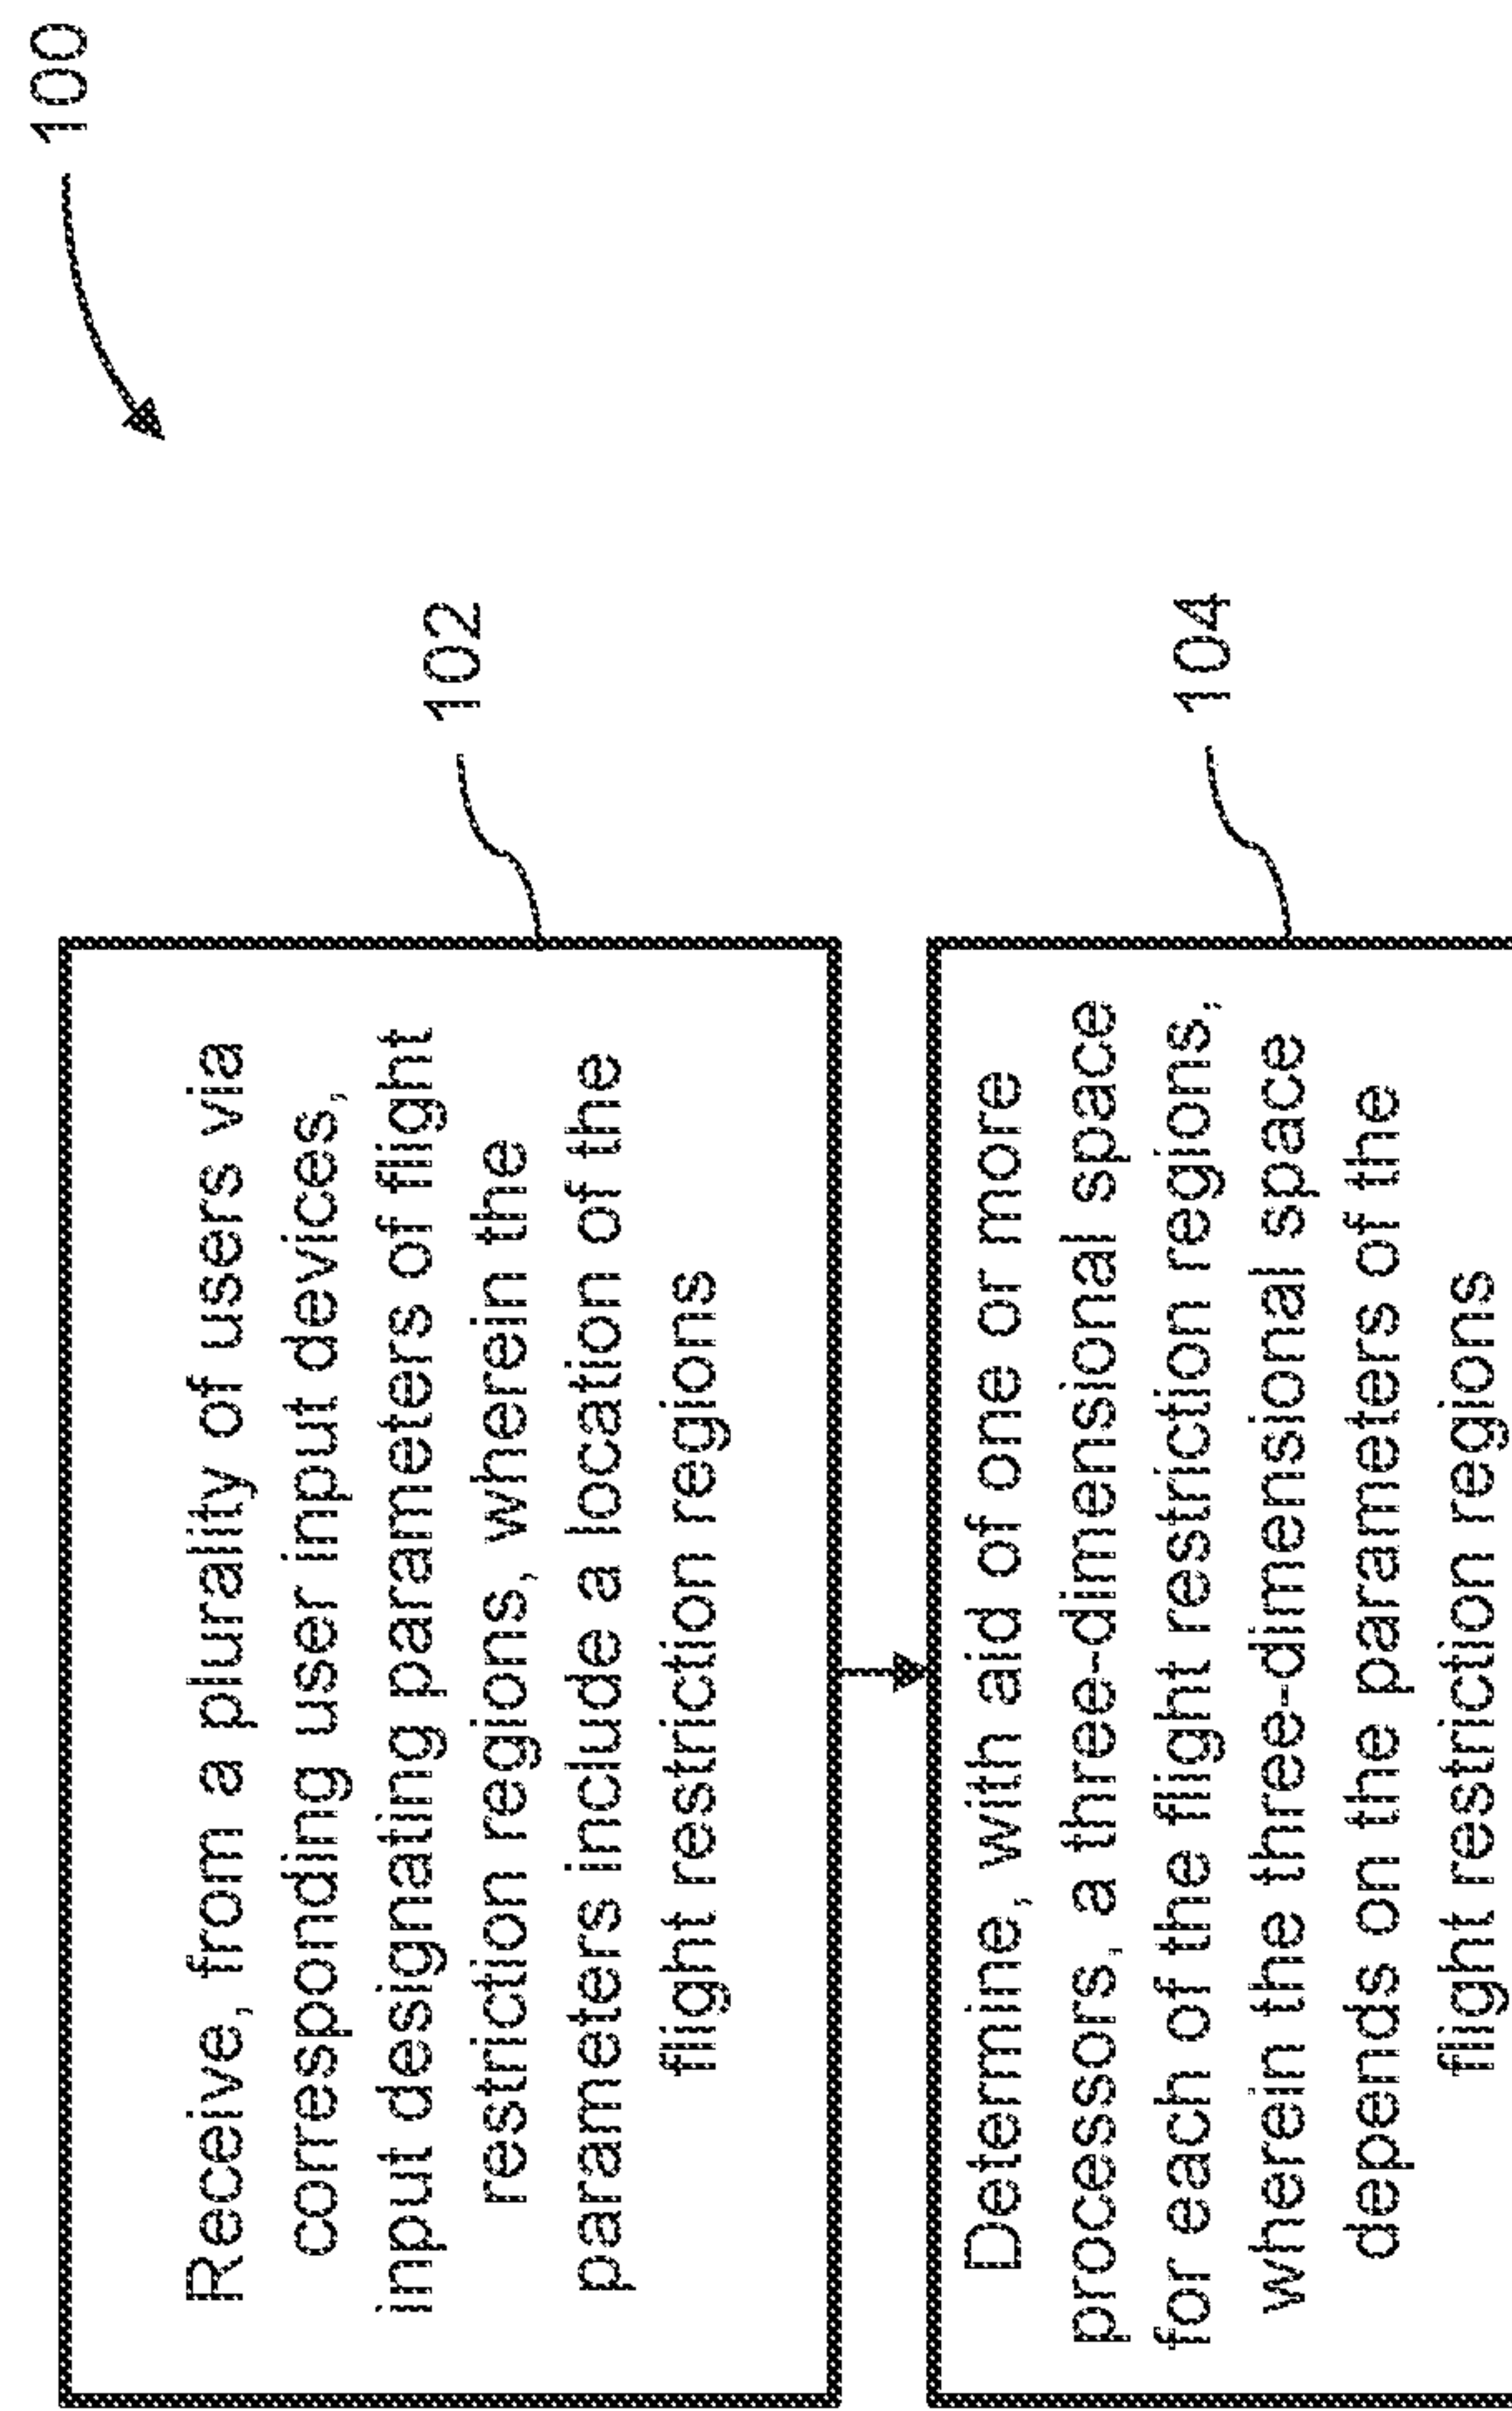 100
Receive, from a plurality of users via
corresponding user input devices,
input designating parameters of flight
restriction regions, wherein the
parameters include a location of the
flight restriction regions
102
Determine, with aid of one or more
processors, a three-dimensional space
for each of the flight restriction regions,
wherein the three-dimensional space
depends on the parameters of the
flight restriction regions
104